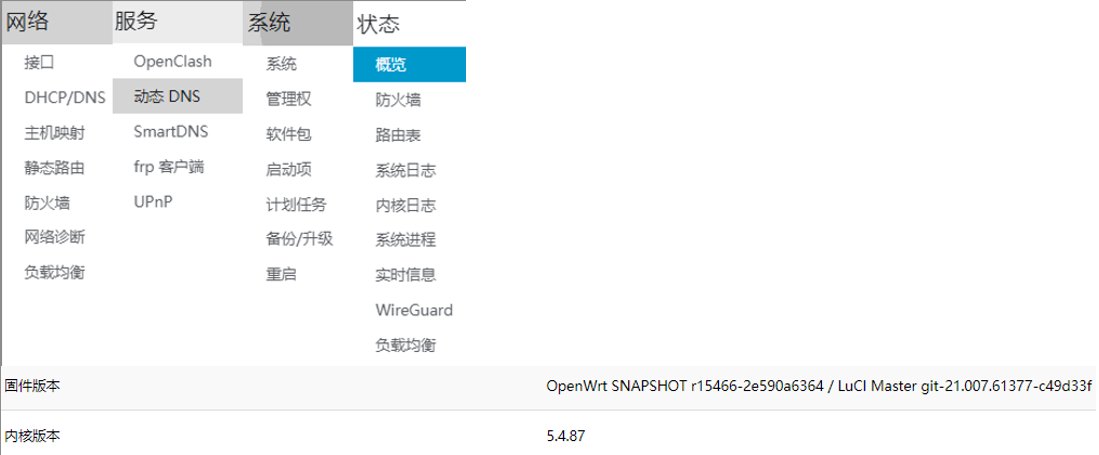 网络
接口
DHCP/DNS
主机映射
静态路由
防火墙
网络诊断
负载均衡
服务
OpenClash
动态 DNS
SmartDNS
frp 客户端
UPnP
系统
系统
管理权
软件包
启动项
计划任务
备份/升级
重启
状态
概览
防火墙
路由表
系统日志
内核日志
系统进程
实时信息
WireGuard
负载均衡
固件版本 OpenWrt SNAPSHOT r15466-2e590a6364 / LuCI Master git-21.007.61377-c49d33f
内核版本 5.4.87